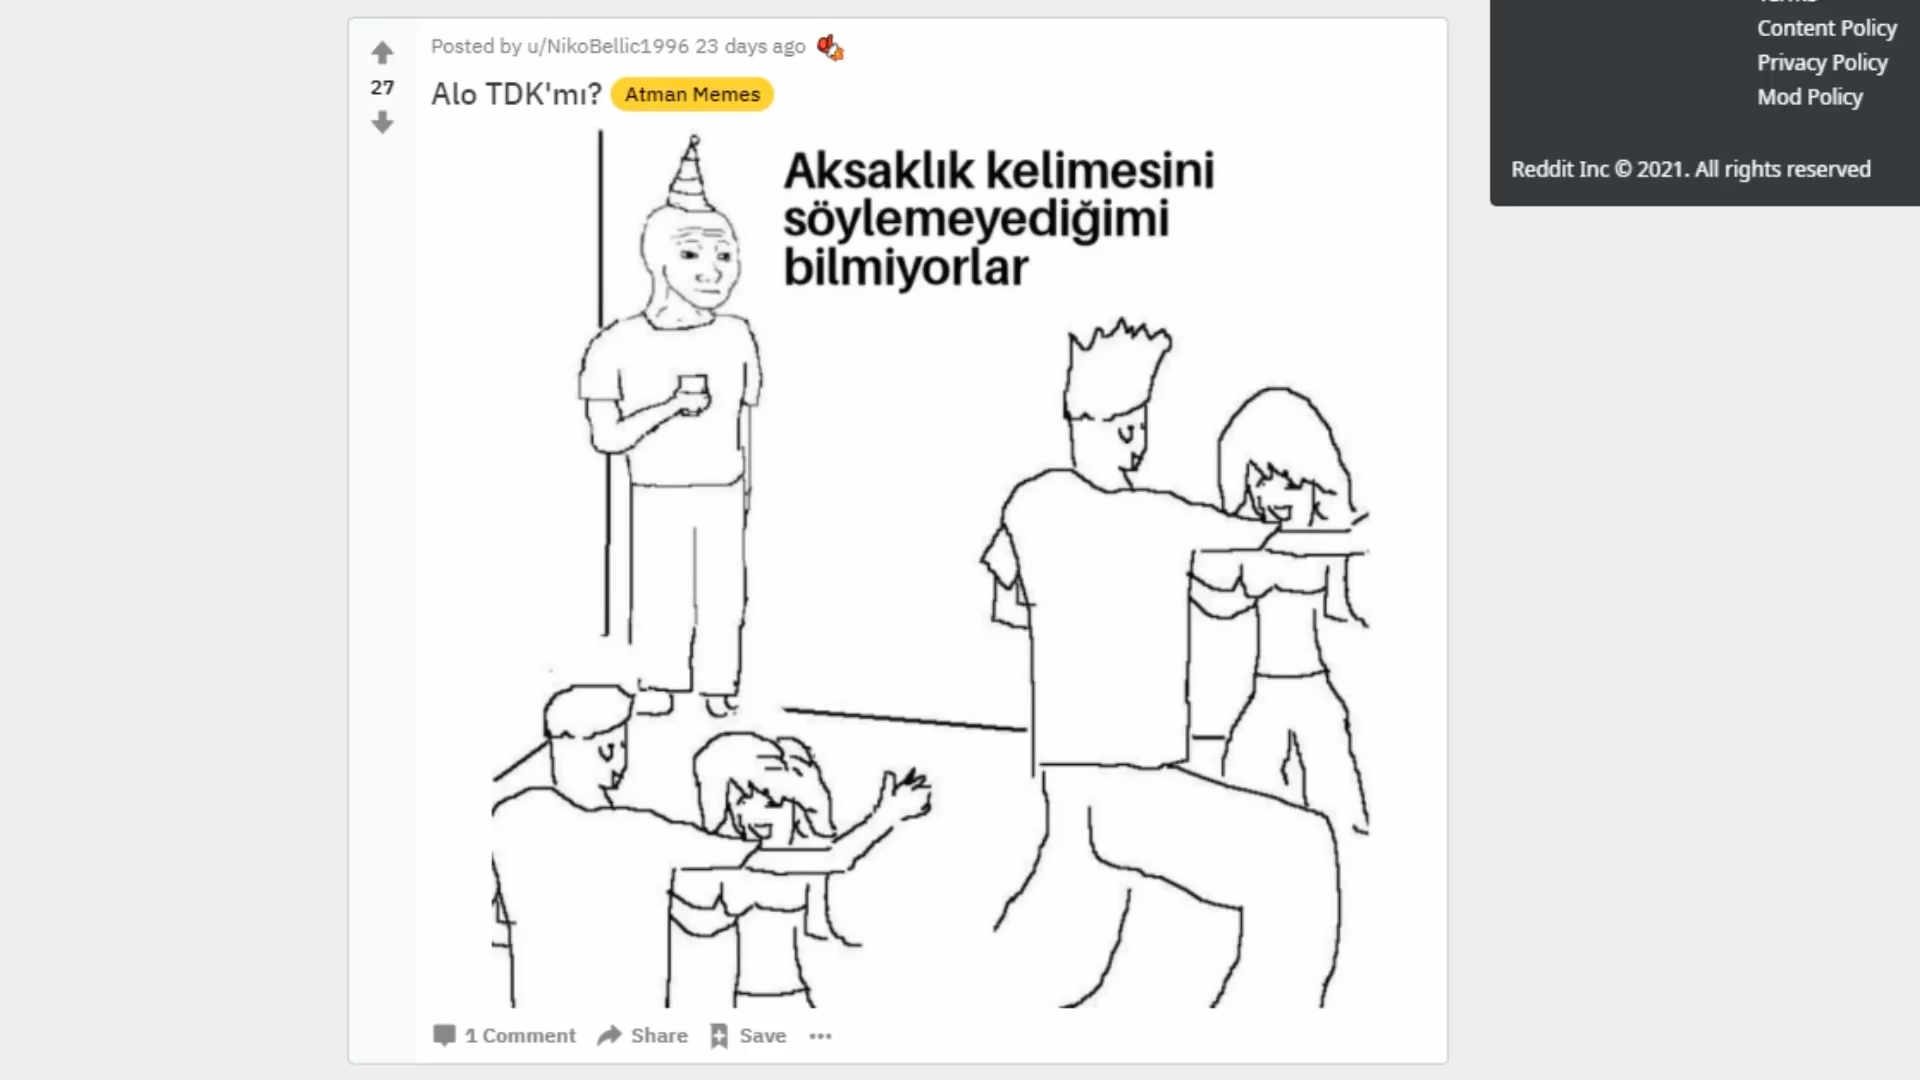 Posted by u/NikoBellic1996 23 days ago
27
Alo TDK'mı? Atman Memes
Aksaklık kelimesini
söylemeyediğimi
bilmiyorlar
1 Comment Share Save
Content Policy
Privacy Policy
Mod Policy
Reddit Inc © 2021. All rights reserved